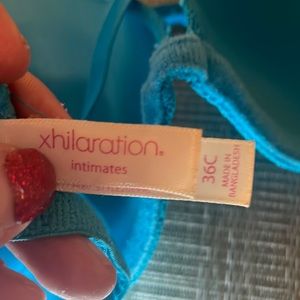 xhilaration®
intimates
36C
MADE IN
BANGLADESH